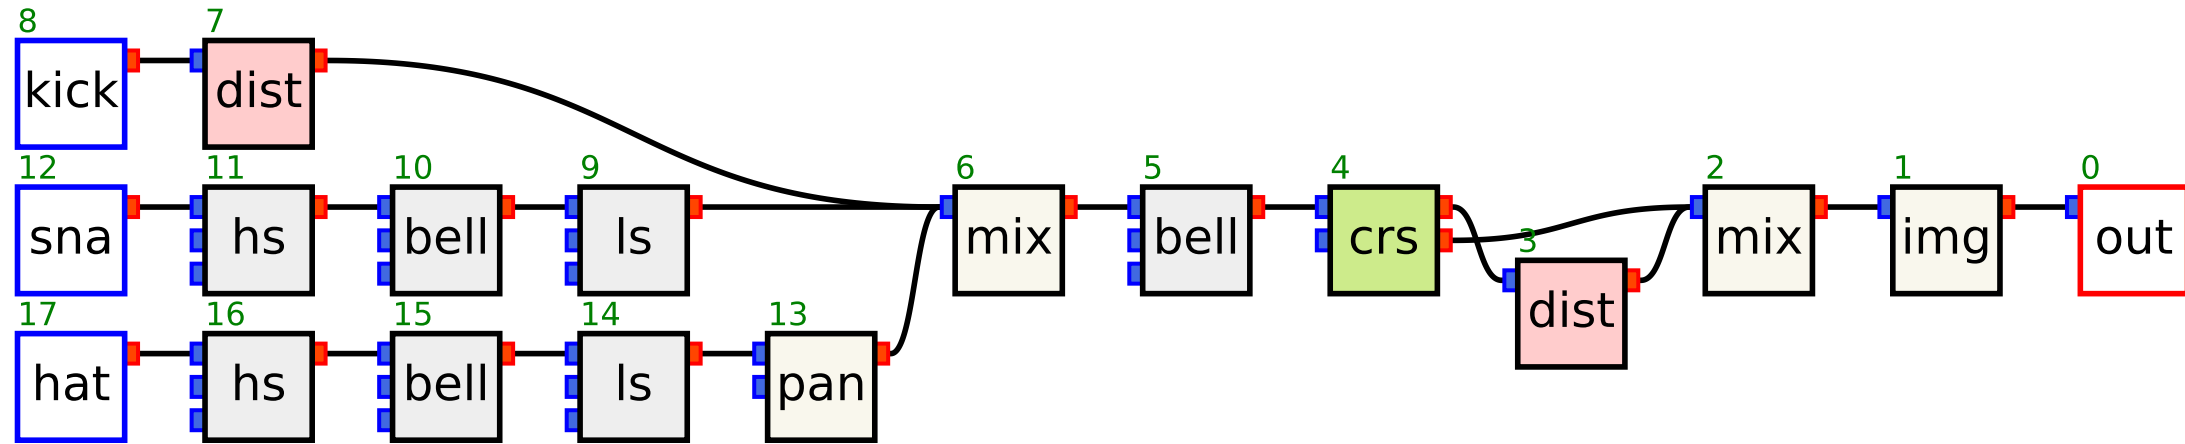 8 7
kick dist
12 11 10 9 6 5 4 2 1 0
sna hs bell ls mix bell crs mix img out
3
dist
17 16 15 14 13
hat hs bell ls pan